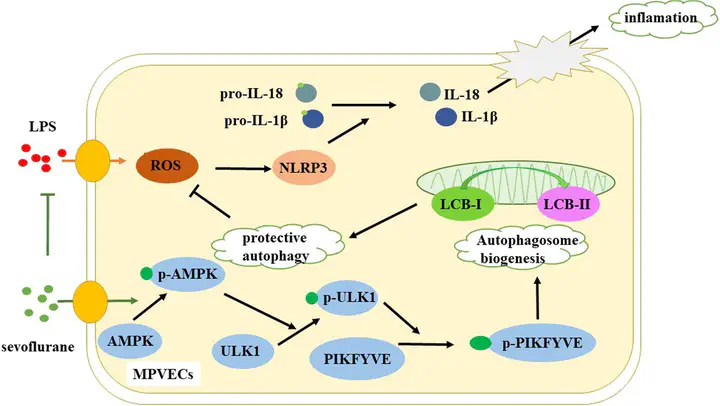 inflamation
pro-IL-18
IL-18
pro-IL-1β
IL-1β
LPS
ROS
NLRP3
LCB-I
LCB-II
protective
autophagy
Autophagosome
biogenesis
p-AMPK
p-ULK1
sevoflurane
AMPK
ULK1
PIKFYVE
p-PIKFYVE
MPVECs